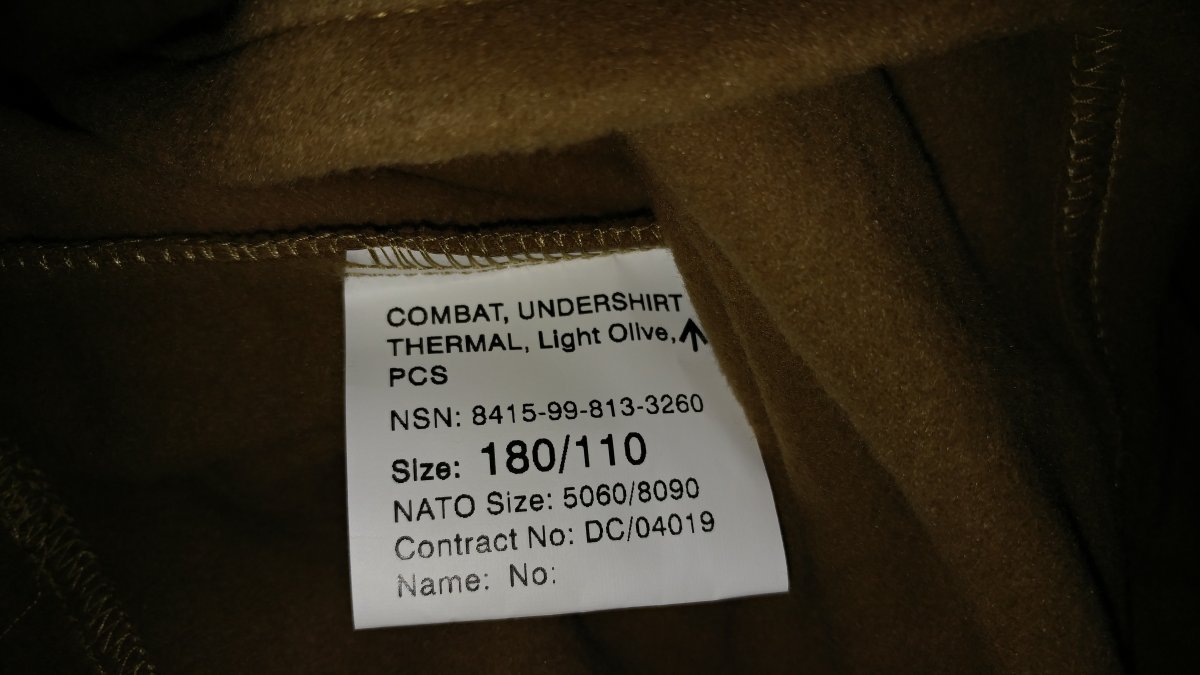 COMBAT, UNDERSHIRT
THERMAL, Light Olive,
PCS
NSN: 8415-99-813-3260
Size: 180/110
NATO Size: 5060/8090
Contract No: DC/04019
Name: No: